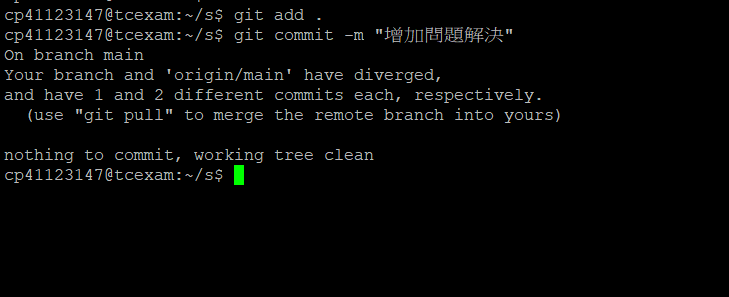 cp41123147@tcexam:~/s$ git add .
cp41123147@tcexam:~/s$ git commit -m "增加問題解決"
On branch main
Your branch and 'origin/main' have diverged,
and have 1 and 2 different commits each, respectively.
  (use "git pull" to merge the remote branch into yours)
nothing to commit, working tree clean
cp41123147@tcexam:~/s$